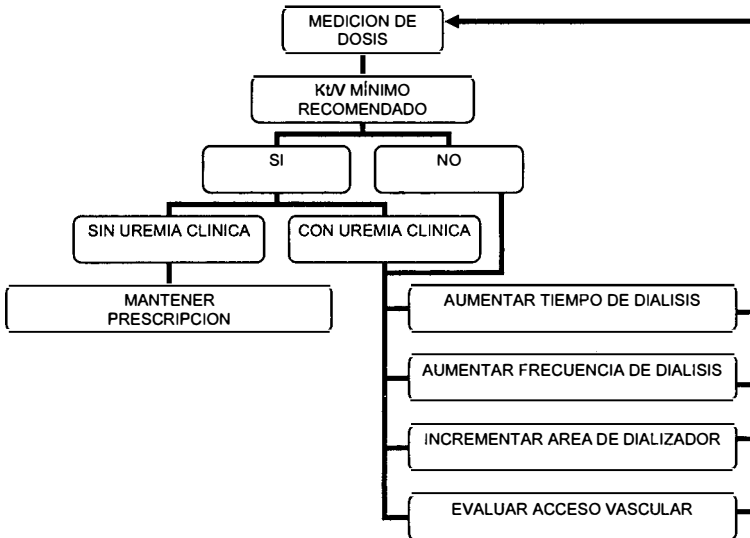 MEDICION DE
DOSIS
Kt/V MÍNIMO
RECOMENDADO
SI
NO
SIN UREMIA CLINICA
CON UREMIA CLINICA
MANTENER
PRESCRIPCION
AUMENTAR TIEMPO DE DIALISIS
AUMENTAR FRECUENCIA DE DIALISIS
INCREMENTAR AREA DE DIALIZADOR
EVALUAR ACCESO VASCULAR